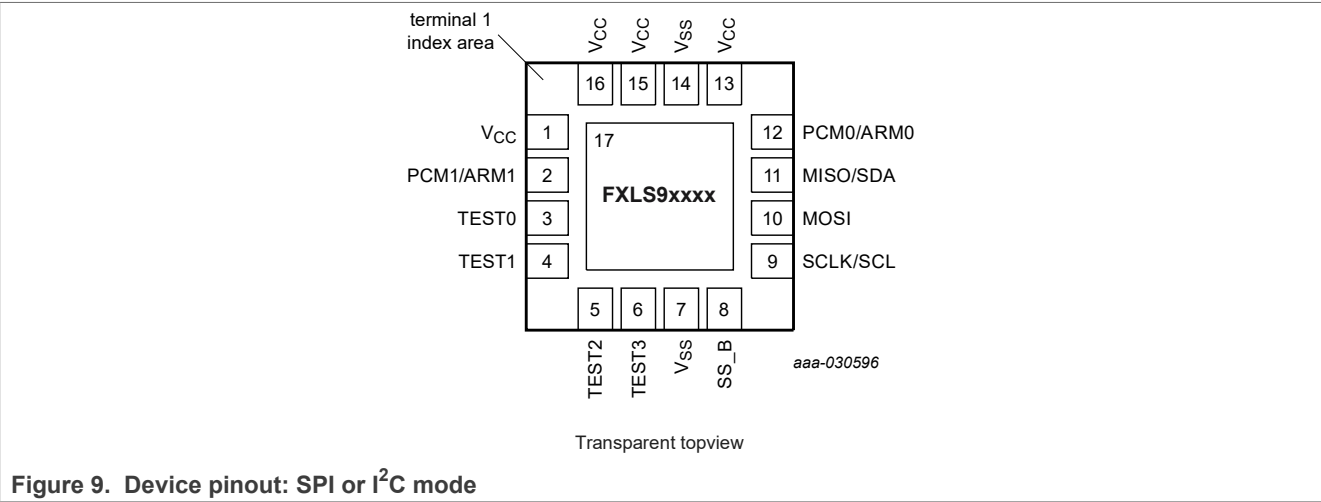 terminal 1
index area
VCC
VCC
VSS
VCC
16
15
14
13
VCC
1
17
12
PCM0/ARM0
PCM1/ARM1
2
FXLS9xxxx
11
MISO/SDA
TEST0
3
10
MOSI
TEST1
4
9
SCLK/SCL
5
6
7
8
TEST2
TEST3
VSS
SS_B
aaa-030596
Transparent topview
Figure 9. Device pinout: SPI or I²C mode